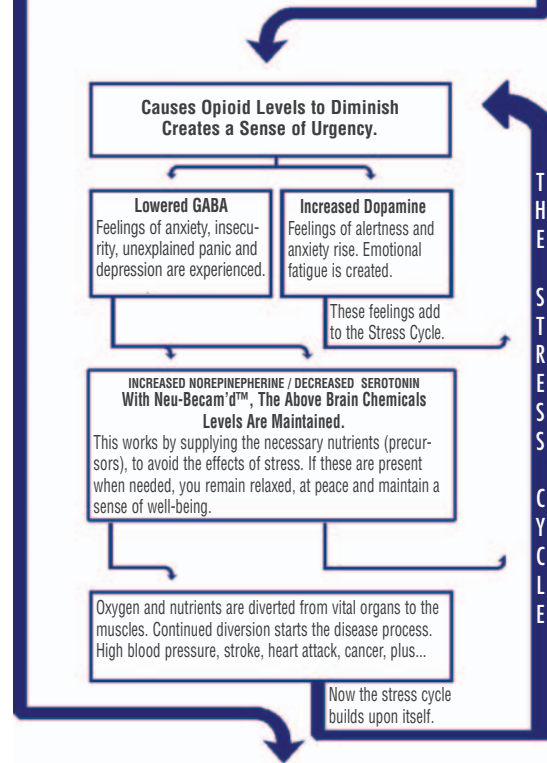 Causes Opioid Levels to Diminish
Creates a Sense of Urgency.
Lowered GABA
Feelings of anxiety, insecu-
rity, unexplained panic and
depression are experienced.
Increased Dopamine
Feelings of alertness and
anxiety rise. Emotional
fatigue is created.
These feelings add
to the Stress Cycle.
INCREASED NOREPINEPHERINE / DECREASED SEROTONIN
With Neu-Becam’d™, The Above Brain Chemicals
Levels Are Maintained.
This works by supplying the necessary nutrients (precur-
sors), to avoid the effects of stress. If these are present
when needed, you remain relaxed, at peace and maintain a
sense of well-being.
Oxygen and nutrients are diverted from vital organs to the
muscles. Continued diversion starts the disease process.
High blood pressure, stroke, heart attack, cancer, plus...
Now the stress cycle
builds upon itself.
THE STRESS CYCLE